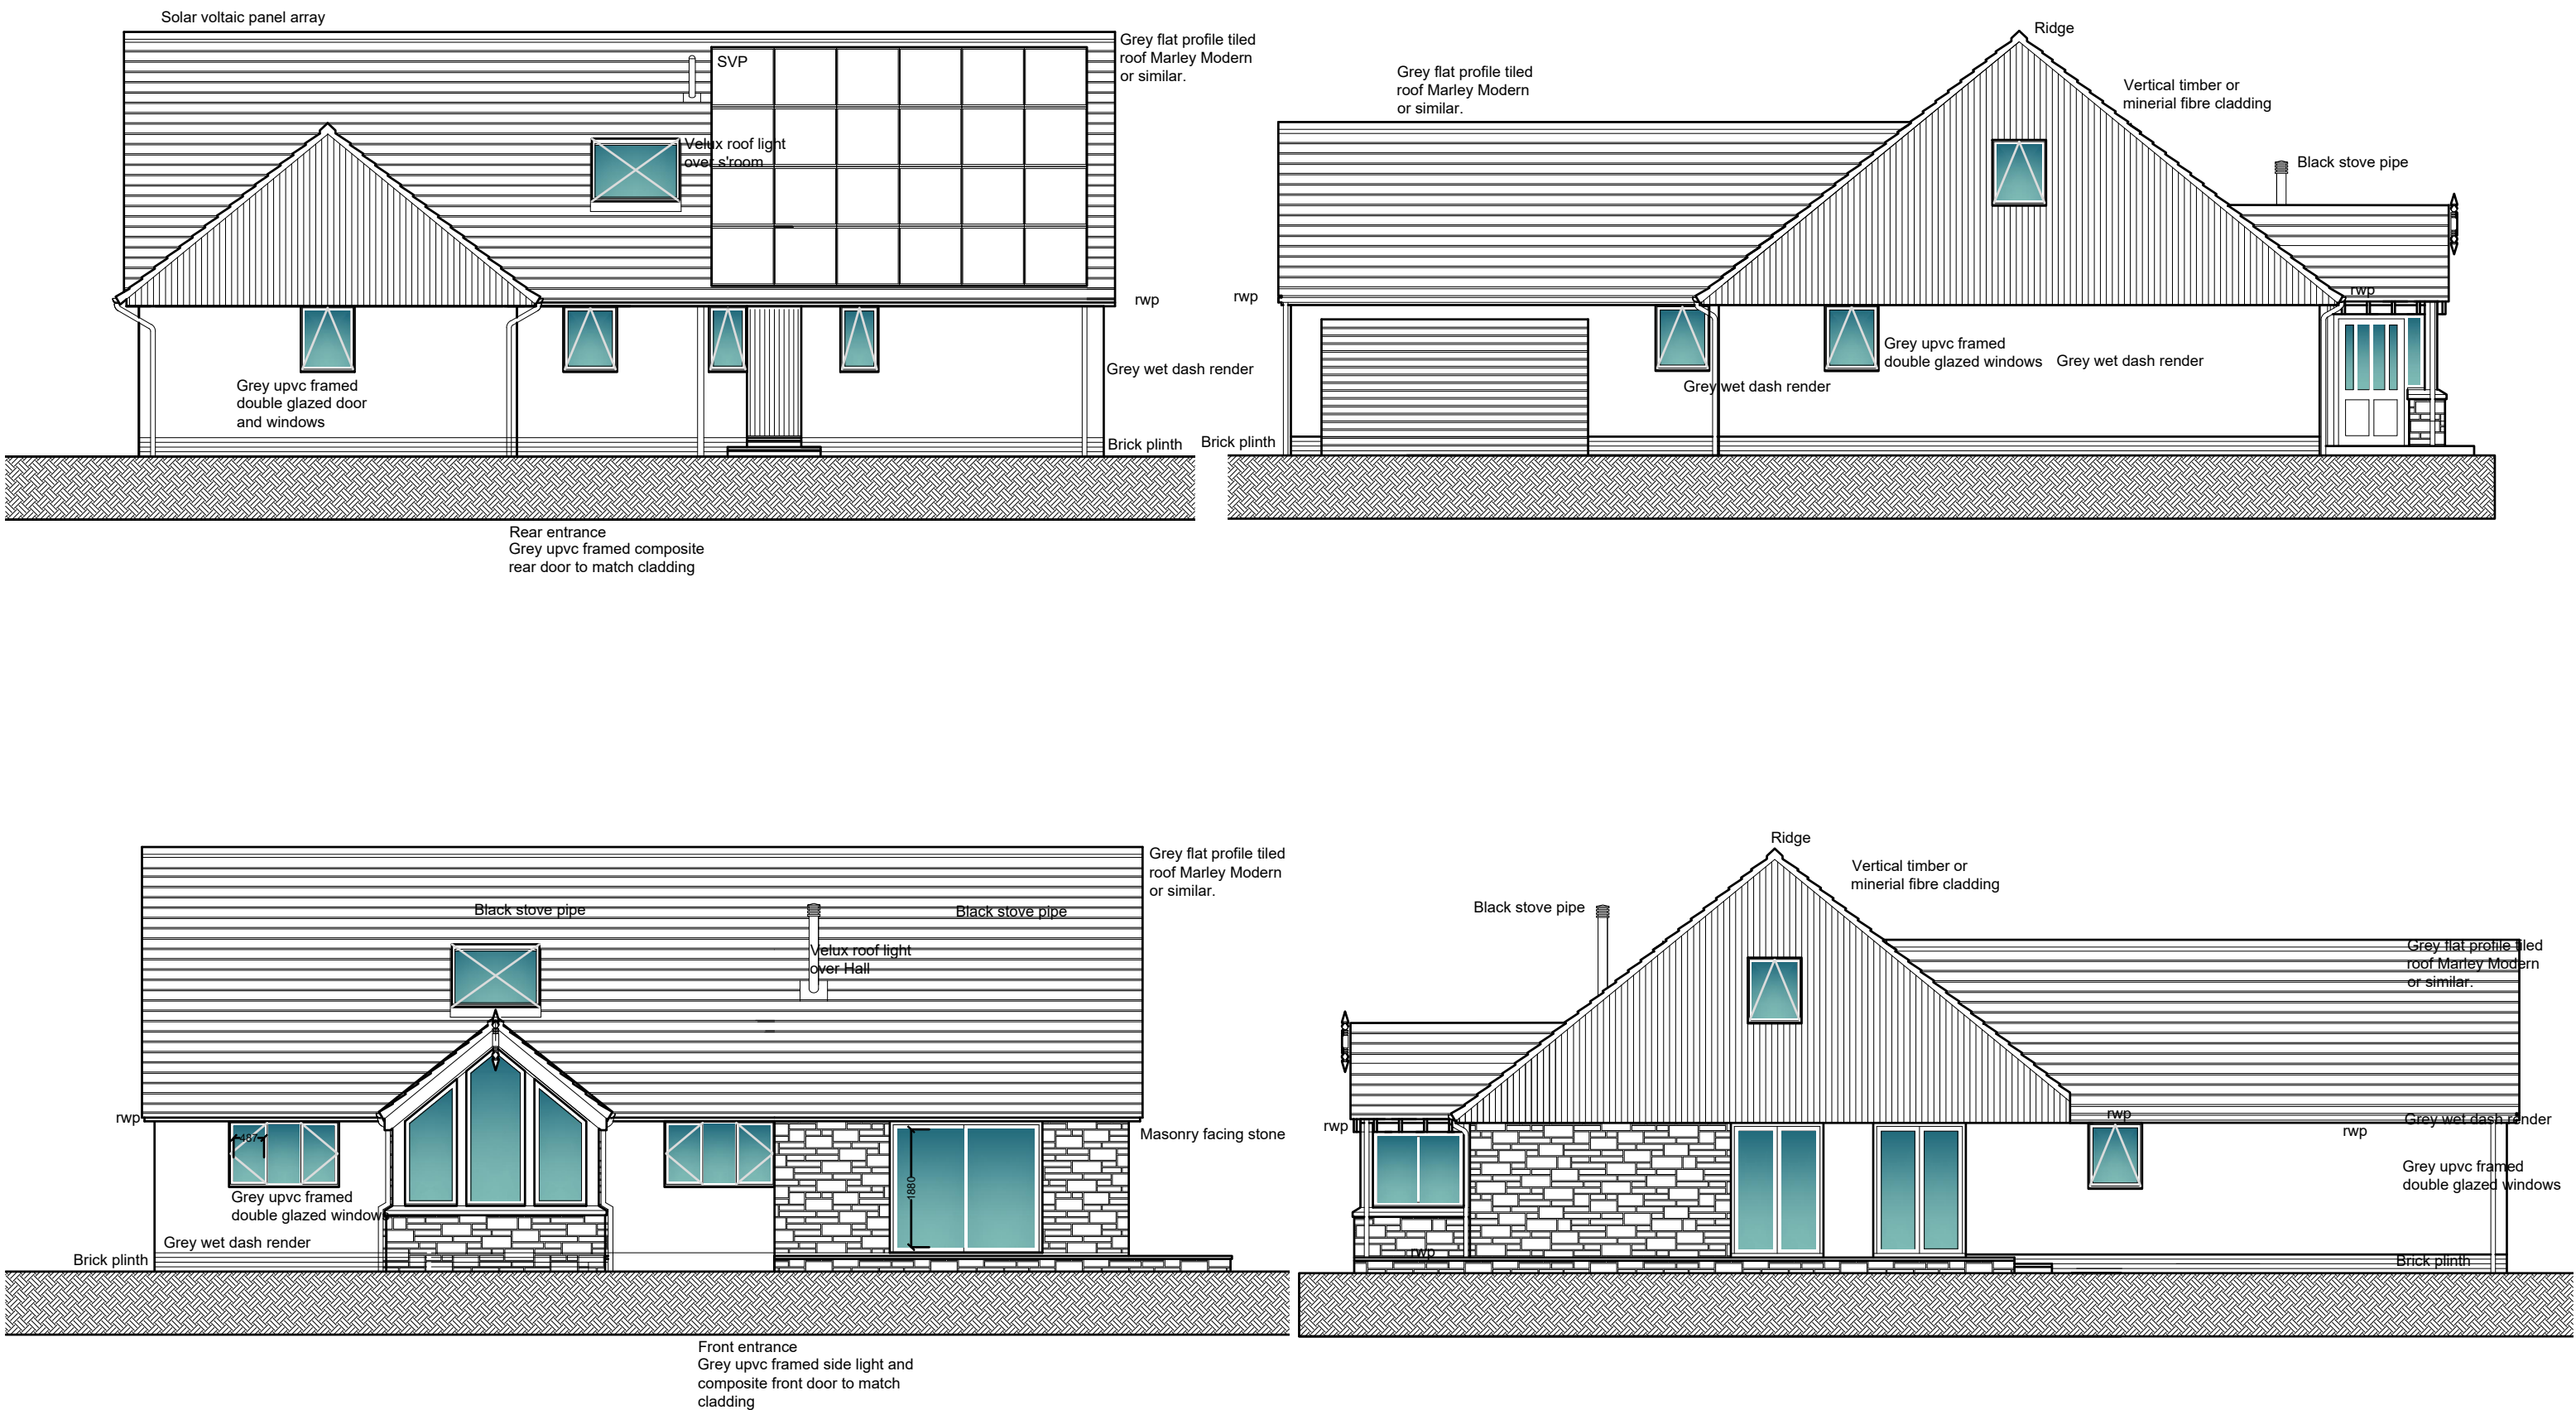 Solar voltaic panel array
SVP
Grey flat profile tiled
roof Marley Modern
or similar.
Velux roof light
over s'room
rwp
Grey upvc framed
double glazed door
and windows
Grey wet dash render
Brick plinth
Rear entrance
Grey upvc framed composite
rear door to match cladding
Ridge
Grey flat profile tiled
roof Marley Modern
or similar.
Vertical timber or
minerial fibre cladding
Black stove pipe
rwp
rwp
Grey upvc framed
double glazed windows
Grey wet dash render
Grey wet dash render
Brick plinth
Grey flat profile tiled
roof Marley Modern
or similar.
Black stove pipe
Black stove pipe
Velux roof light
over Hall
rwp
467
Masonry facing stone
1880
Grey upvc framed
double glazed windows
Grey wet dash render
Brick plinth
Front entrance
Grey upvc framed side light and
composite front door to match
cladding
Ridge
Vertical timber or
minerial fibre cladding
Black stove pipe
Grey flat profile tiled
roof Marley Modern
or similar.
rwp
rwp
Grey wet dash render
rwp
Grey upvc framed
double glazed windows
rwp
Brick plinth